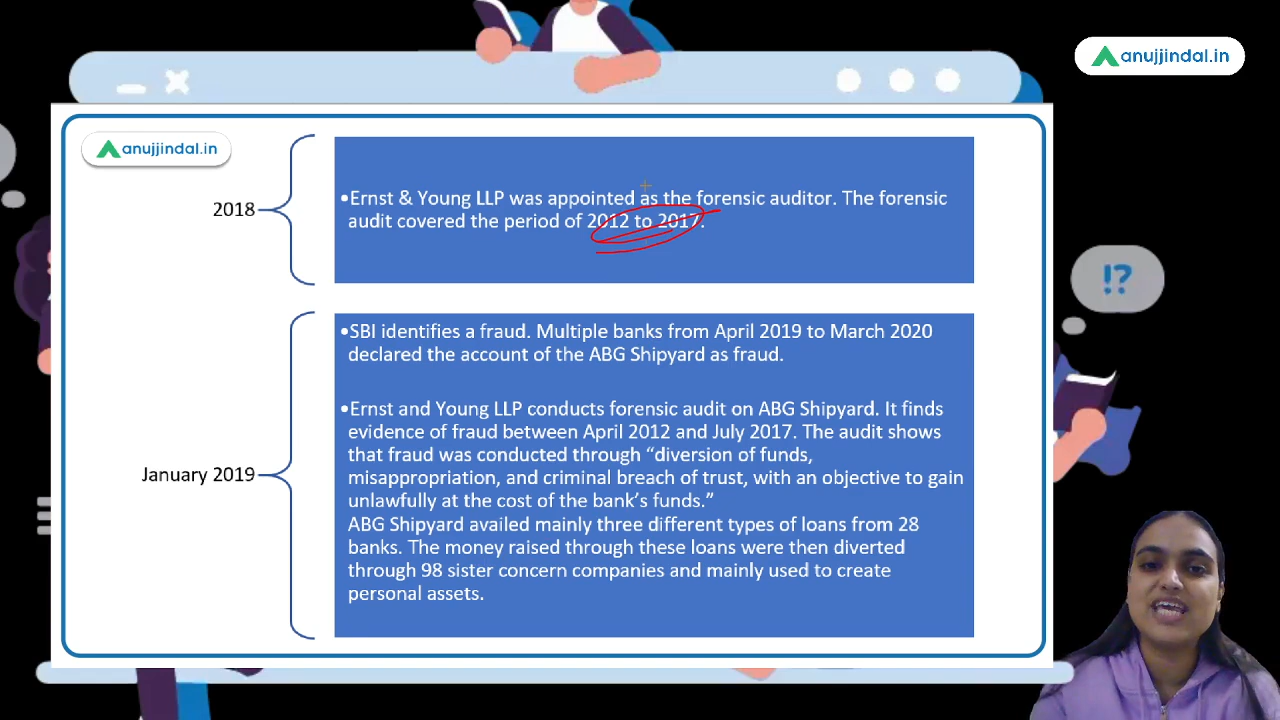 anujjindal.in
anujjindal.in
2018
•Ernst & Young LLP was appointed as the forensic auditor. The forensic
audit covered the period of 2012 to 2017.
January 2019
•SBI identifies a fraud. Multiple banks from April 2019 to March 2020
declared the account of the ABG Shipyard as fraud.
•Ernst and Young LLP conducts forensic audit on ABG Shipyard. It finds
evidence of fraud between April 2012 and July 2017. The audit shows
that fraud was conducted through “diversion of funds,
misappropriation, and criminal breach of trust, with an objective to gain
unlawfully at the cost of the bank’s funds.”
ABG Shipyard availed mainly three different types of loans from 28
banks. The money raised through these loans were then diverted
through 98 sister concern companies and mainly used to create
personal assets.
!?